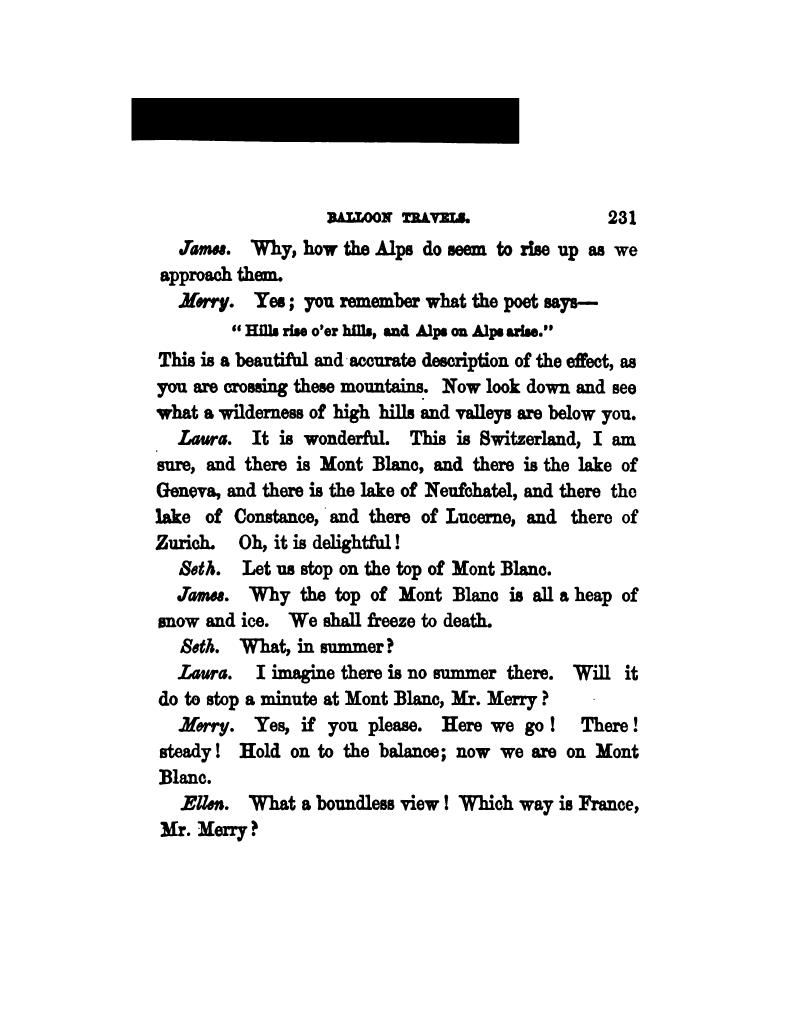 BALLOON TRAVELS. 231
James. Why, how the Alps do seem to rise up as we
approach them.
Merry. Yes; you remember what the poet says—
“Hills rise o'er hills, and Alps on Alps arise.”
This is a beautiful and accurate description of the effect, as
you are crossing these mountains. Now look down and see
what a wilderness of high hills and valleys are below you.
Laura. It is wonderful. This is Switzerland, I am
sure, and there is Mont Blanc, and there is the lake of
Geneva, and there is the lake of Neufchatel, and there the
lake of Constance, and there of Lucerne, and there of
Zurich. Oh, it is delightful!
Seth. Let us stop on the top of Mont Blanc.
James. Why the top of Mont Blanc is all a heap of
snow and ice. We shall freeze to death.
Seth. What, in summer?
Laura. I imagine there is no summer there. Will it
do to stop a minute at Mont Blanc, Mr. Merry?
Merry. Yes, if you please. Here we go! There!
steady! Hold on to the balance; now we are on Mont
Blanc.
Ellen. What a boundless view! Which way is France,
Mr. Merry?